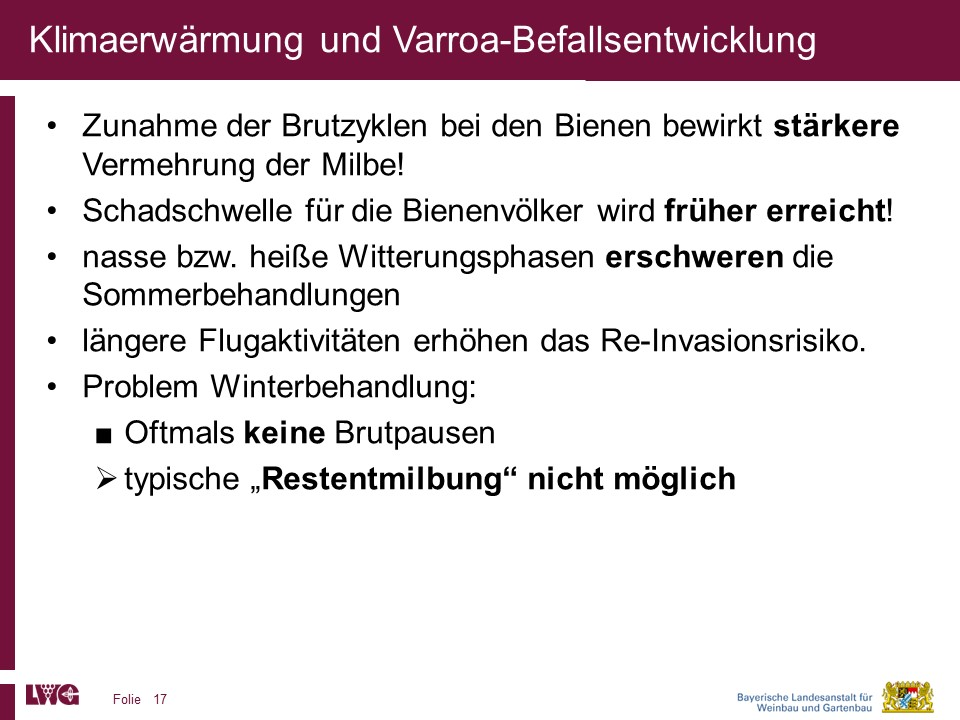 Klimaerwärmung und Varroa-Befallsentwicklung
• Zunahme der Brutzyklen bei den Bienen bewirkt stärkere
Vermehrung der Milbe!
• Schadschwelle für die Bienenvölker wird früher erreicht!
• nasse bzw. heiße Witterungsphasen erschweren die
Sommerbehandlungen
• längere Flugaktivitäten erhöhen das Re-Invasionsrisiko.
• Problem Winterbehandlung:
■ Oftmals keine Brutpausen
➢ typische „Restentmilbung“ nicht möglich
LWG
Folie 17
Bayerische Landesanstalt für
Weinbau und Gartenbau